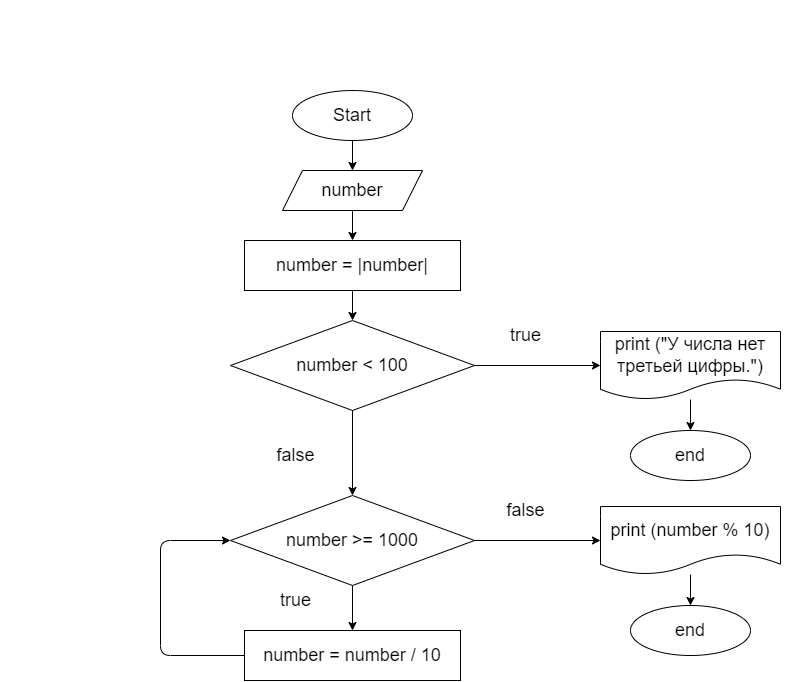 Start
number
number = |number|
true
number < 100
print ("У числа нет
третьей цифры.")
false
end
false
number >= 1000
print (number % 10)
true
end
number = number / 10